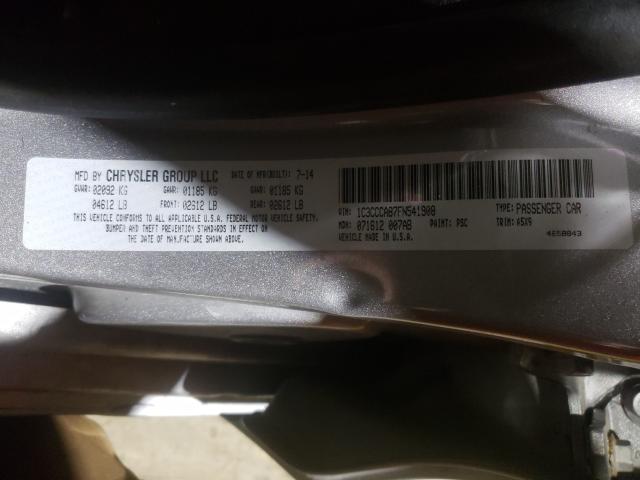 MFD BY CHRYSLER GROUP LLC DATE OF MFR(BUILT): 7-14
GVWR: 02092 KG GAWR: 01185 KG GAWR: 01185 KG
04612 LB FRONT: 02612 LB REAR: 02612 LB
THIS VEHICLE CONFORMS TO ALL APPLICABLE U.S.A. FEDERAL MOTOR VEHICLE SAFETY,
BUMPER AND THEFT PREVENTION STANDARDS IN EFFECT ON
THE DATE OF MANUFACTURE SHOWN ABOVE.
VIN: 1C3CCCAB7FN541908 TYPE: PASSENGER CAR
MDH: 071612 007AB PAINT: PSC TRIM: A5X9
VEHICLE MADE IN U.S.A. 4658843